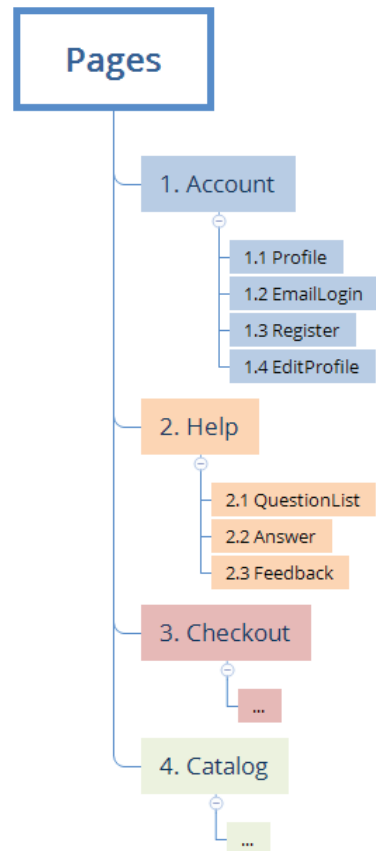 Pages
1. Account
1.1 Profile
1.2 EmailLogin
1.3 Register
1.4 EditProfile
2. Help
2.1 QuestionList
2.2 Answer
2.3 Feedback
3. Checkout
...
4. Catalog
...